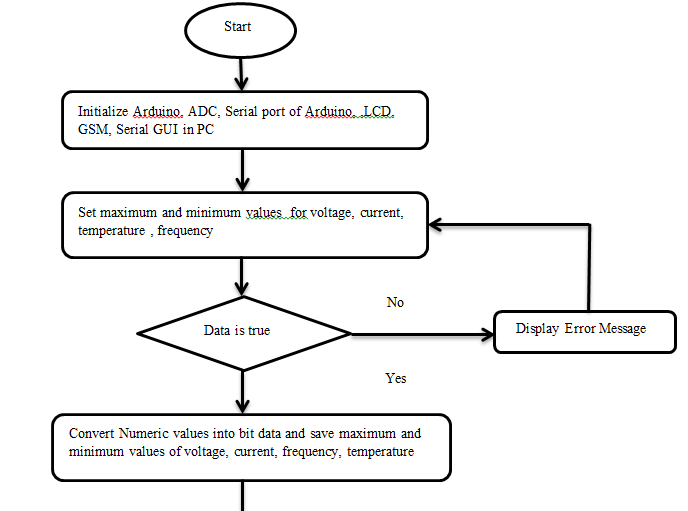 Start
Initialize Arduino, ADC, Serial port of Arduino, .LCD,
GSM, Serial GUI in PC
Set maximum and minimum values for voltage, current,
temperature , frequency
No
Data is true
Display Error Message
Yes
Convert Numeric values into bit data and save maximum and
minimum values of voltage, current, frequency, temperature